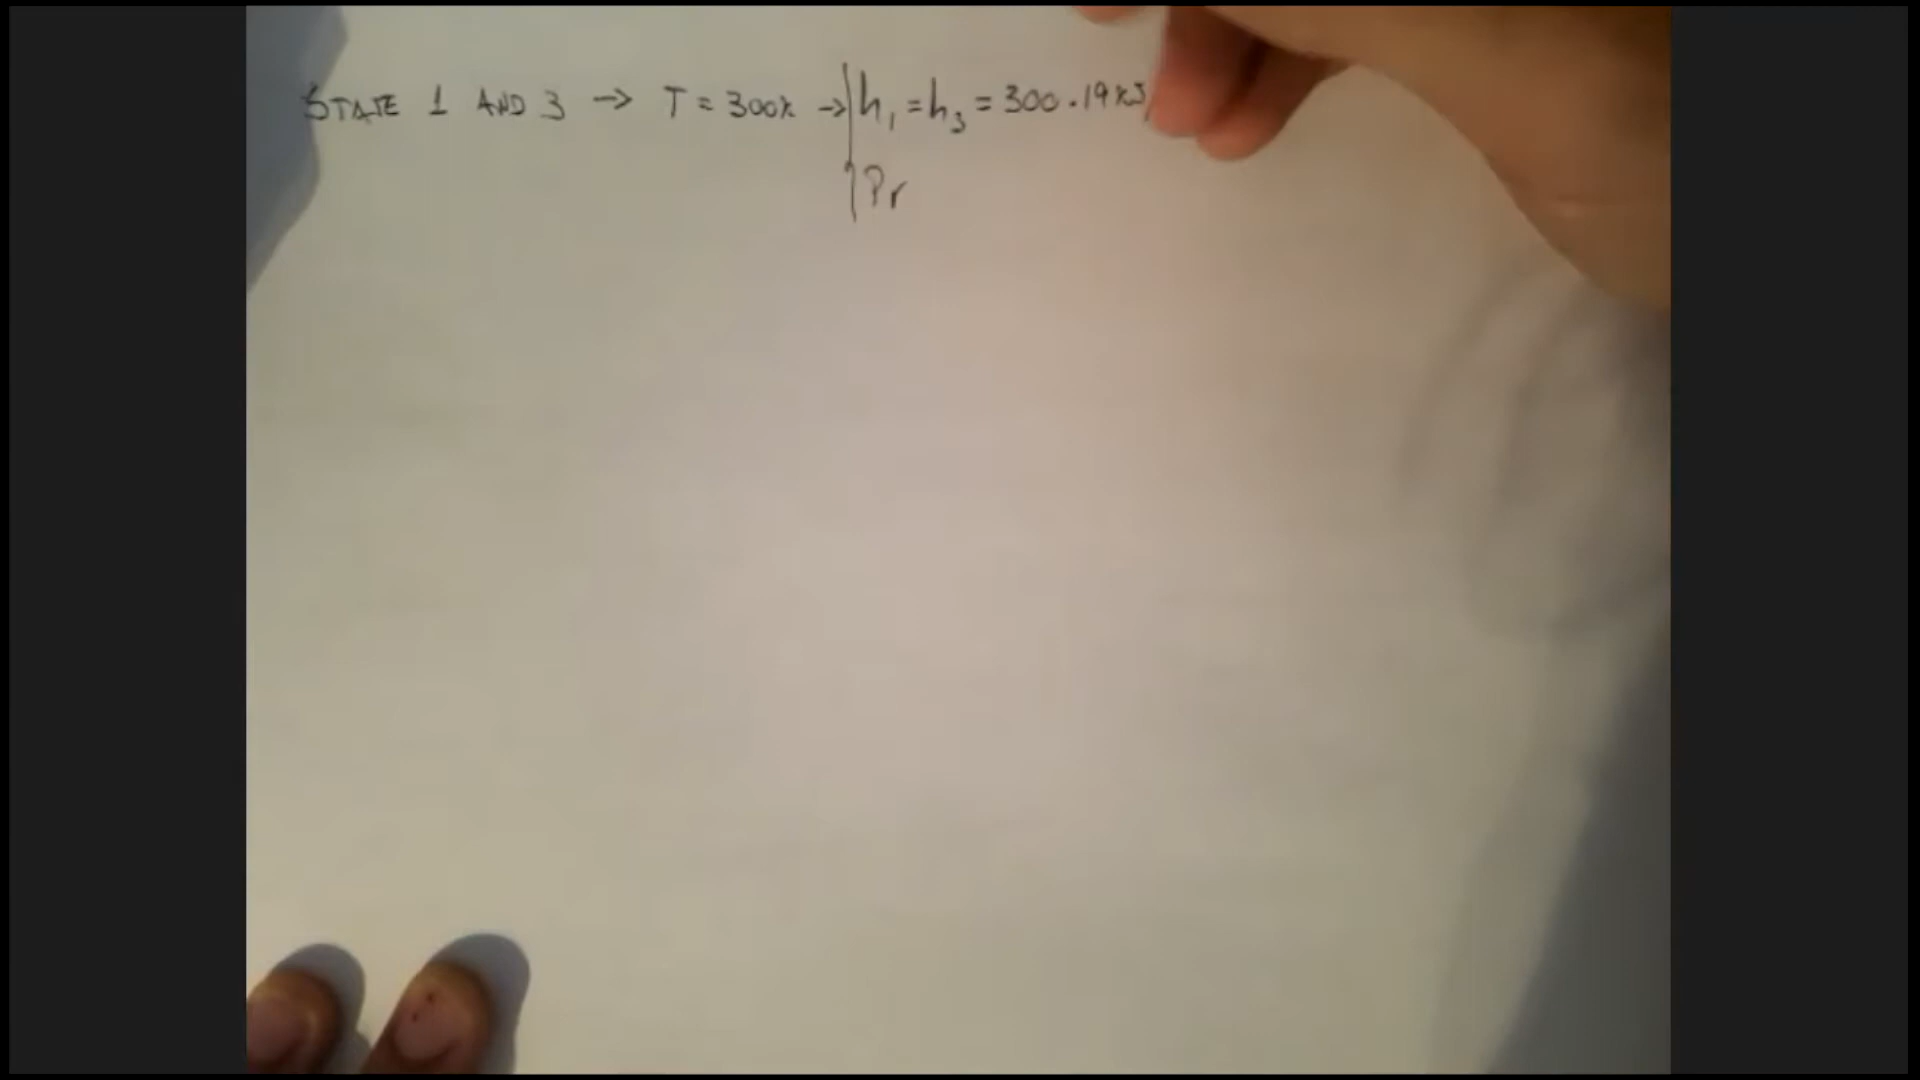 STATE 1 AND 3 → T = 300K → h₁ = h₃ = 300.19 kJ/
Pr